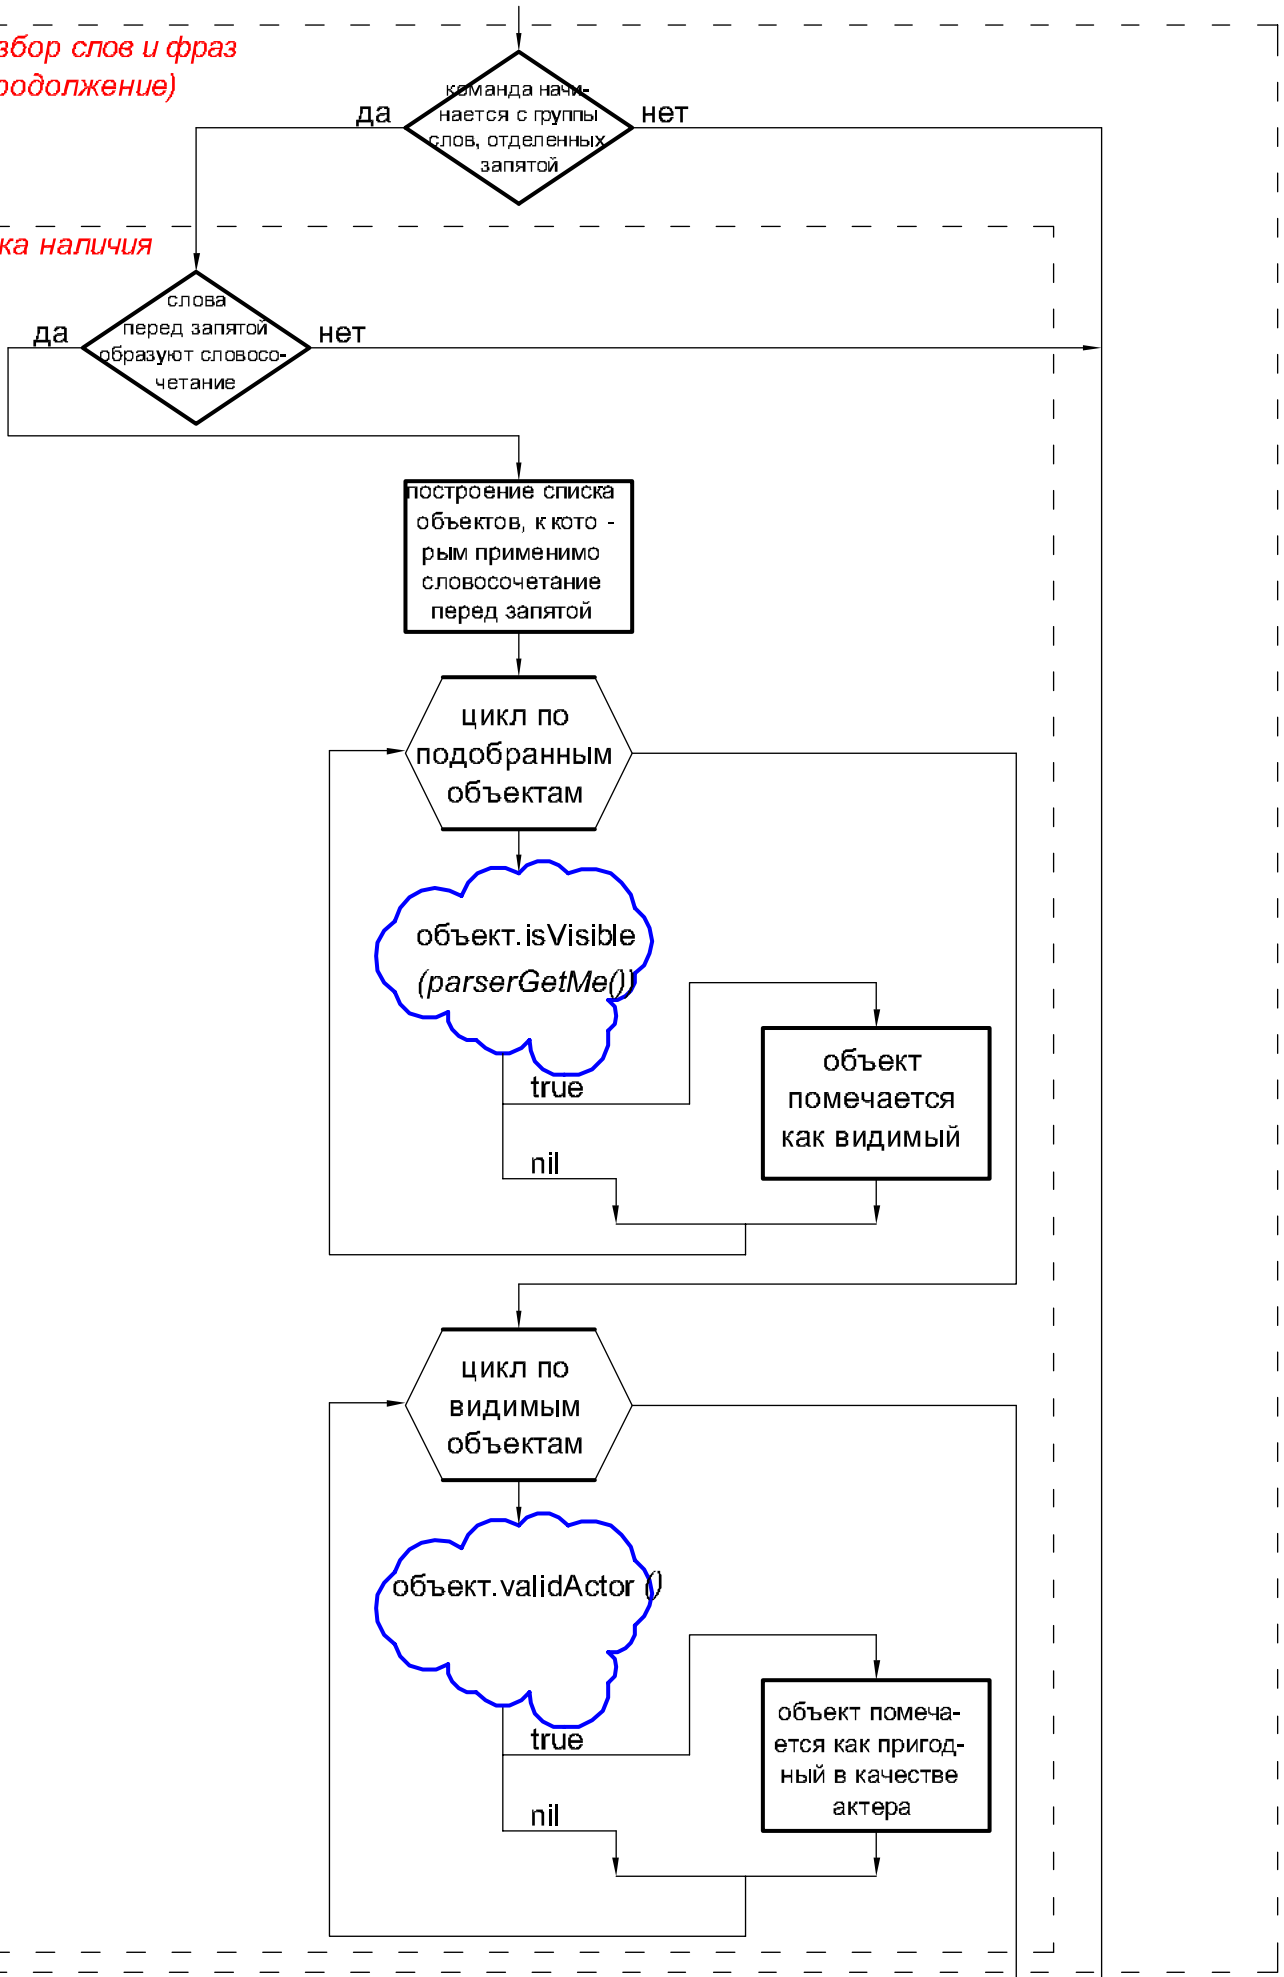 збор слов и фраз
родолжение)
команда начи-
нается с группы
слов, отделенных
запятой
да
нет
ка наличия
слова
перед запятой
образуют словосо-
четание
да
нет
построение списка
объектов, к кото -
рым применимо
словосочетание
перед запятой
цикл по
подобранным
объектам
объект.isVisible
(parserGetMe())
true
nil
объект
помечается
как видимый
цикл по
видимым
объектам
объект.validActor ()
true
nil
объект помеча-
ется как пригод-
ный в качестве
актера